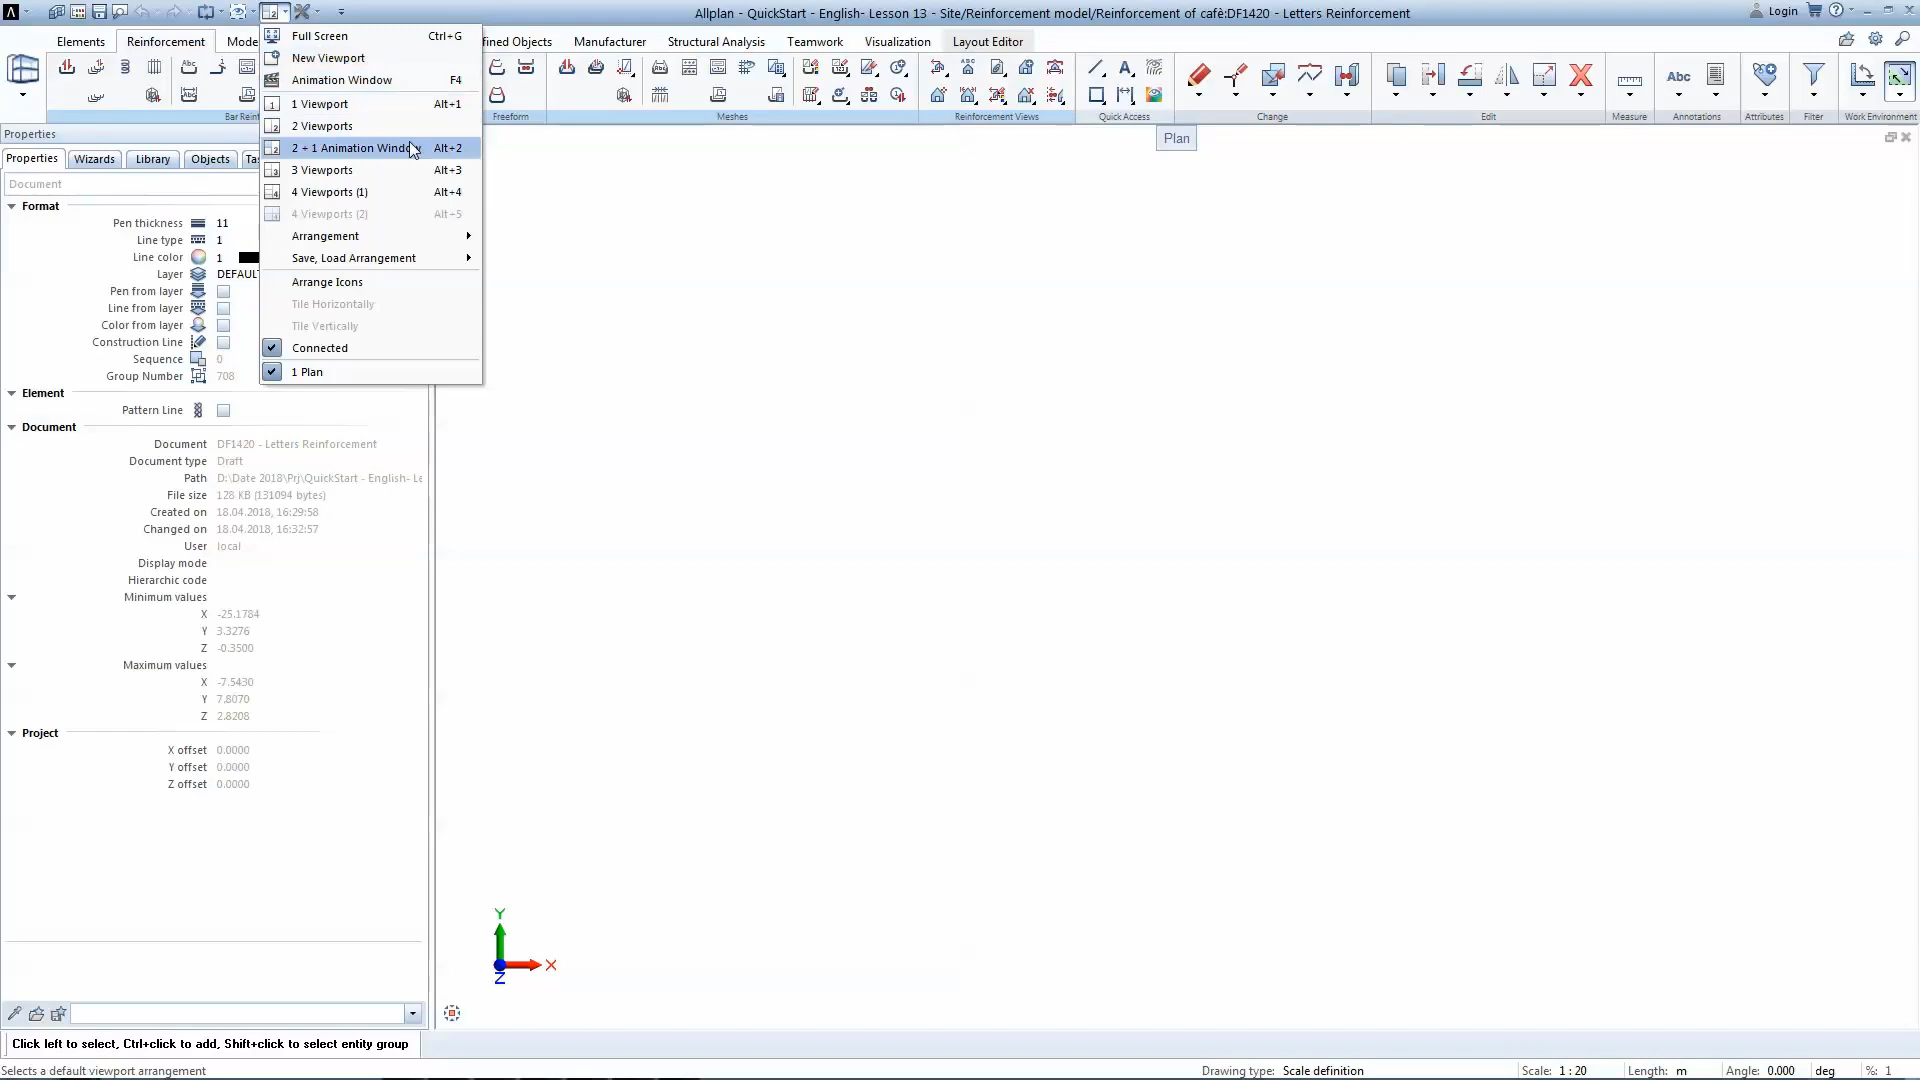 Allplan - QuickStart - English- Lesson 13 - Site/Reinforcement model/Reinforcement of cafè:DF1420 - Letters Reinforcement
Login
Elements
Reinforcement
User-Defined Objects
Manufacturer
Structural Analysis
Teamwork
Visualization
Layout Editor
Full Screen Ctrl+G
New Viewport
Animation Window F4
1 Viewport Alt+1
2 Viewports
2 + 1 Animation Window Alt+2
3 Viewports Alt+3
4 Viewports (1) Alt+4
4 Viewports (2) Alt+5
Arrangement
Save, Load Arrangement
Arrange Icons
Tile Horizontally
Tile Vertically
Connected
1 Plan
Freeform
Meshes
Reinforcement Views
Quick Access
Change
Edit
Measure
Annotations
Attributes
Filter
Work Environment
Abc
Plan
Properties
Properties Wizards Library Objects
Document
Format
Pen thickness 11
Line type 1
Line color 1
Layer DEFAUL
Pen from layer
Line from layer
Color from layer
Construction Line
Sequence 0
Group Number 708
Element
Pattern Line
Document
Document DF1420 - Letters Reinforcement
Document type Draft
Path D:\Date 2018\Prj\QuickStart - English- Le
File size 128 KB (131094 bytes)
Created on 18.04.2018, 16:29:58
Changed on 18.04.2018, 16:32:57
User local
Display mode
Hierarchic code
Minimum values
X -25.1784
Y 3.3276
Z -0.3500
Maximum values
X -7.5430
Y 7.8070
Z 2.8208
Project
X offset 0.0000
Y offset 0.0000
Z offset 0.0000
Y
X
Z
Click left to select, Ctrl+click to add, Shift+click to select entity group
Selects a default viewport arrangement
Drawing type: Scale definition Scale: 1 : 20 Length: m Angle: 0.000 deg %: 1